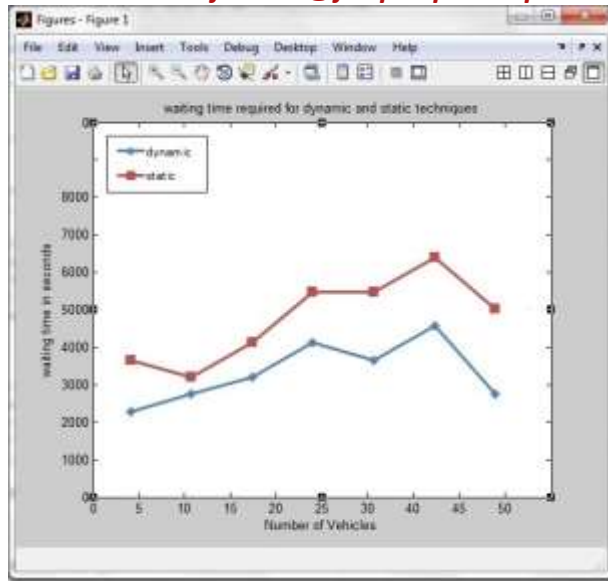 Figures - Figure 1
File Edit View Insert Tools Debug Desktop Window Help
waiting time required for dynamic and static techniques
dynamic
static
8000
7000
6000
5000
4000
3000
2000
1000
0
waiting time in seconds
0 5 10 15 20 25 30 35 40 45 50
Number of Vehicles